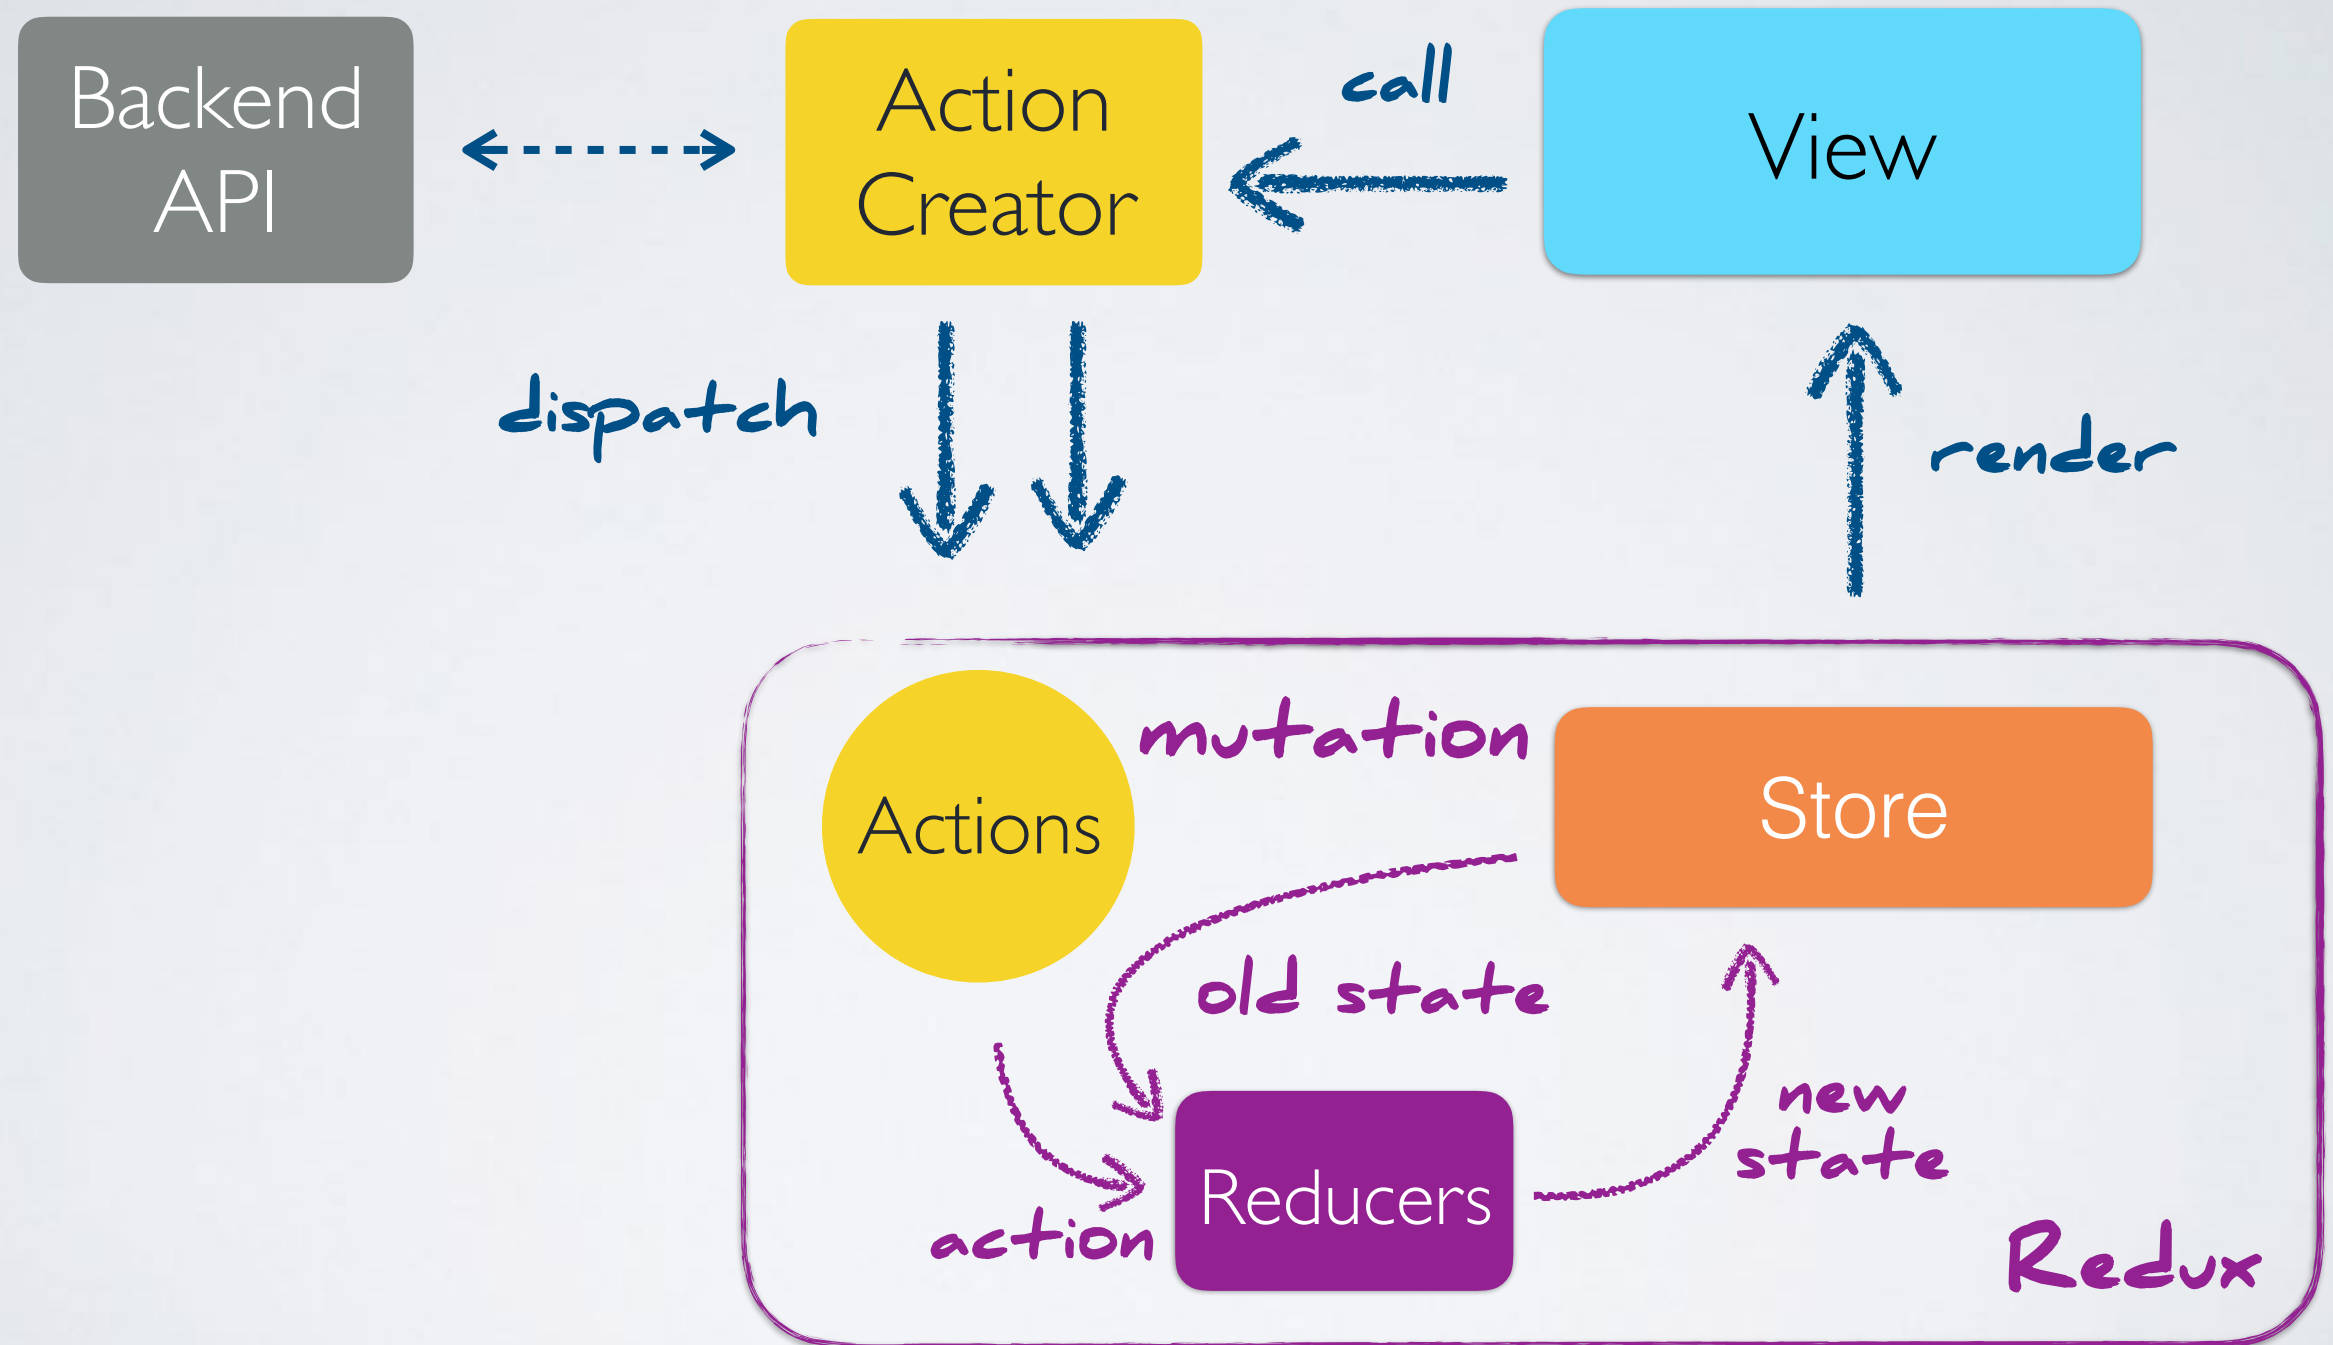 Backend
API
Action
Creator
call
View
dispatch
render
Actions
mutation
Store
old state
new
state
action
Reducers
Redux